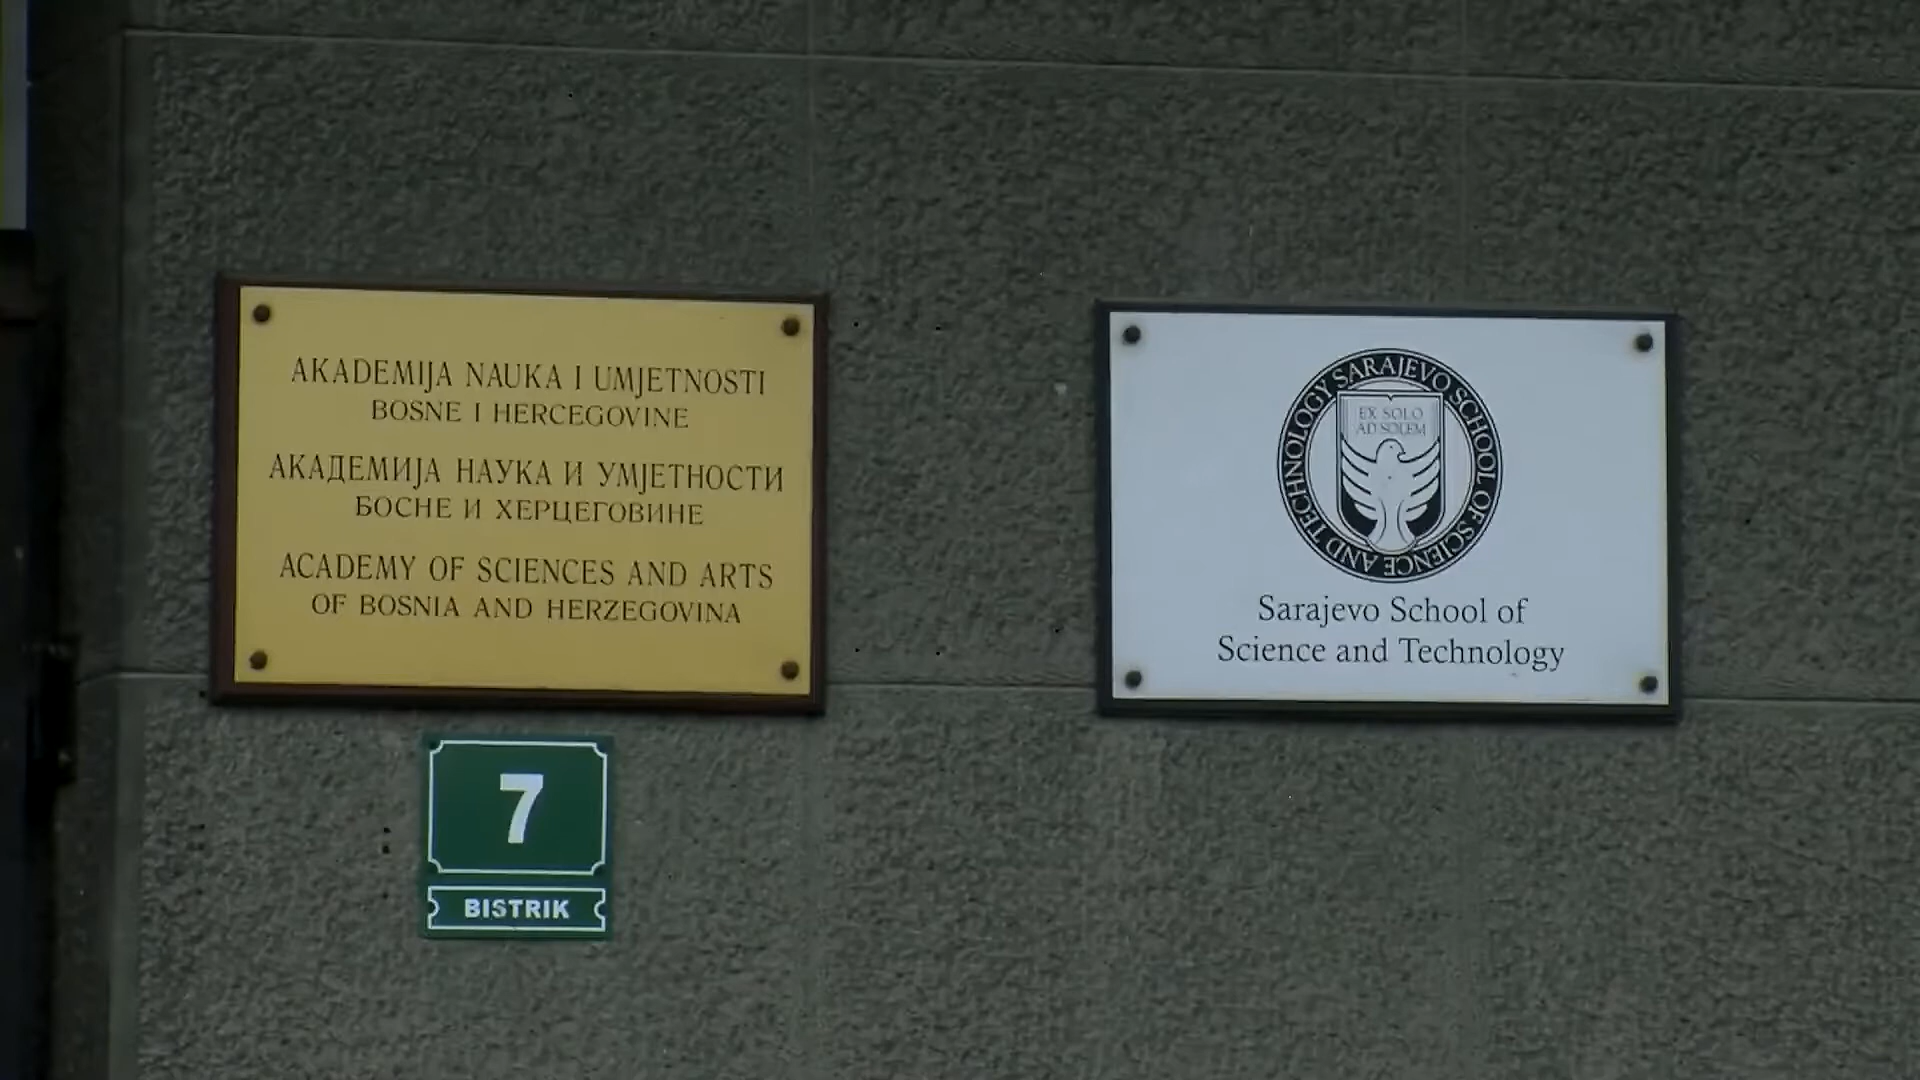 AKADEMIJA NAUKA I UMJETNOSTI
BOSNE I HERCEGOVINE
АКАДЕМИЈА НАУКА И УМЈЕТНОСТИ
БОСНЕ И ХЕРЦЕГОВИНЕ
ACADEMY OF SCIENCES AND ARTS
OF BOSNIA AND HERZEGOVINA
7
BISTRIK
SARAJEVO SCHOOL OF SCIENCE AND TECHNOLOGY
EX SOLO
AD SOLEM
Sarajevo School of
Science and Technology